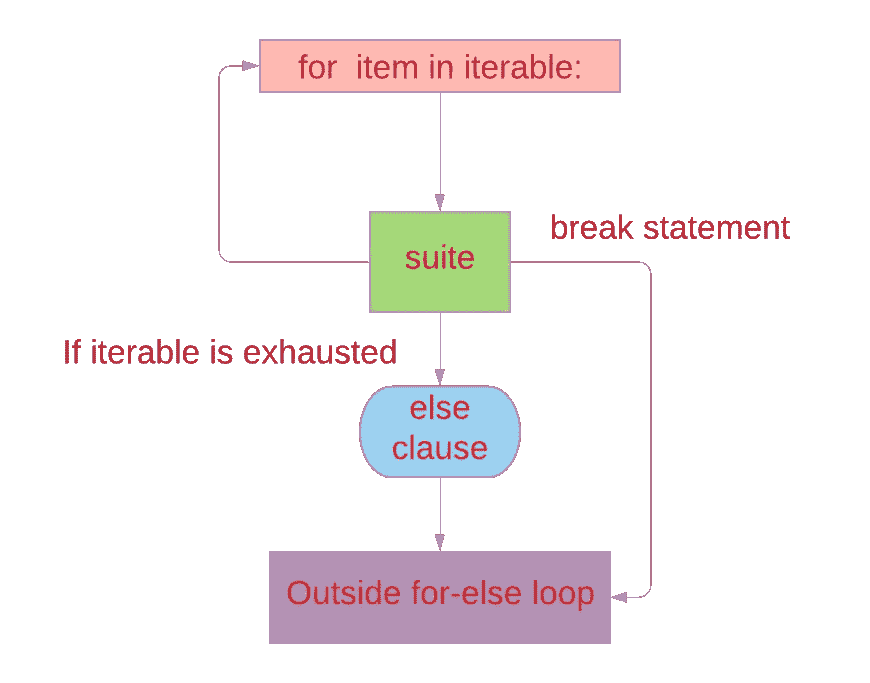 for  item in iterable:
break statement
suite
If iterable is exhausted
else
clause
Outside for-else loop